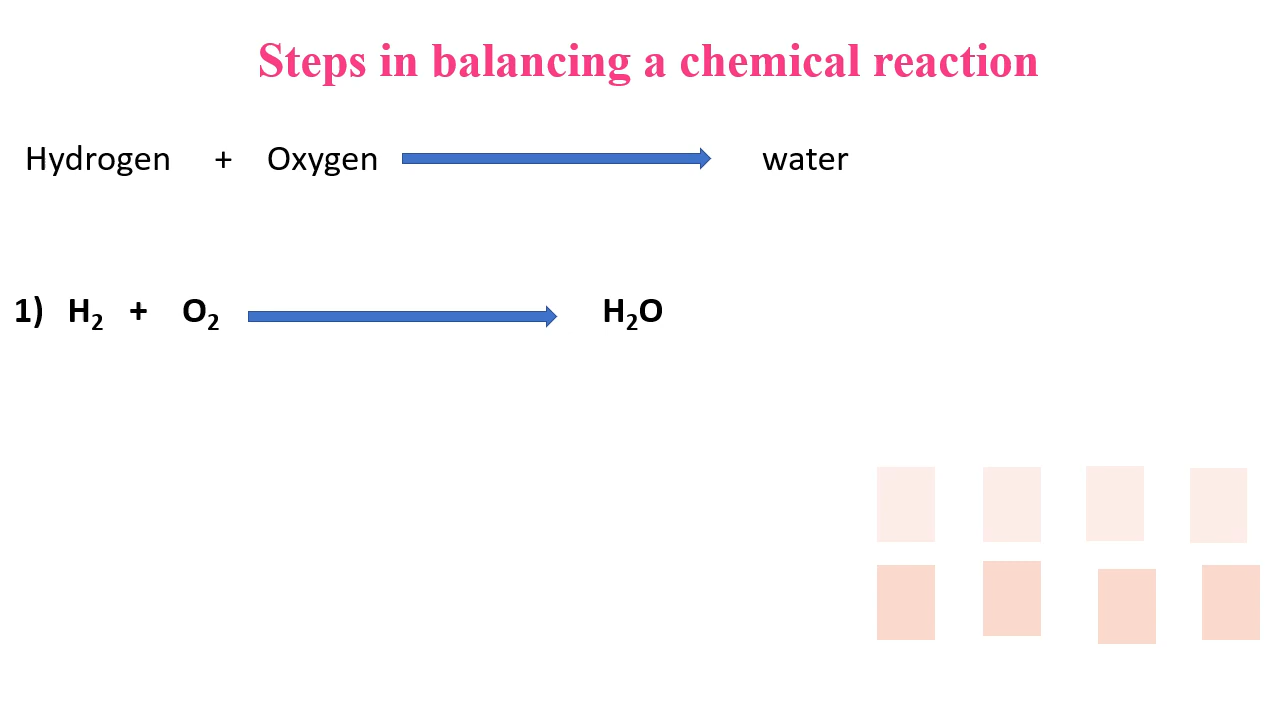 Steps in balancing a chemical reaction
Hydrogen + Oxygen water
1) H₂ + O₂ H₂O